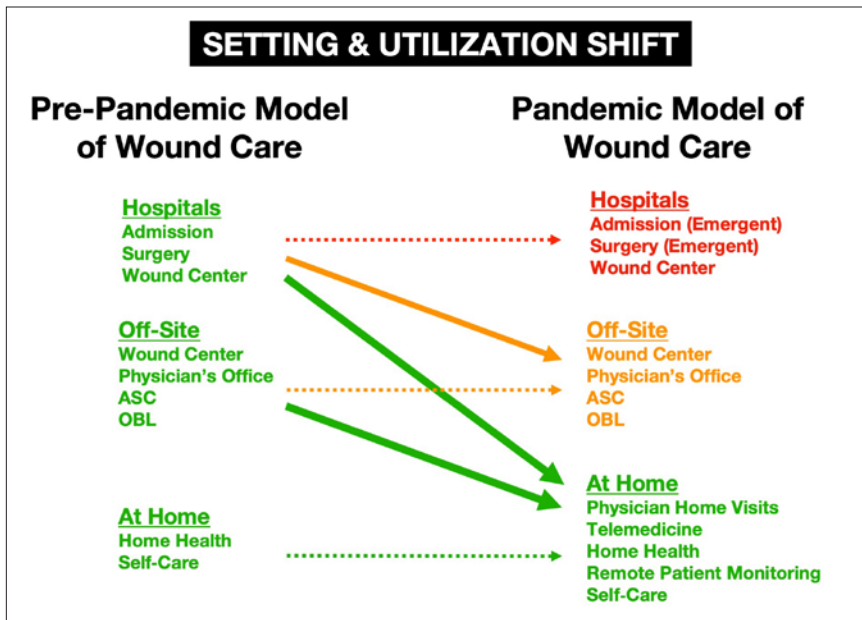 SETTING & UTILIZATION SHIFT
Pre-Pandemic Model
of Wound Care
Hospitals
Admission
Surgery
Wound Center
Off-Site
Wound Center
Physician's Office
ASC
OBL
At Home
Home Health
Self-Care
Pandemic Model of
Wound Care
Hospitals
Admission (Emergent)
Surgery (Emergent)
Wound Center
Off-Site
Wound Center
Physician's Office
ASC
OBL
At Home
Physician Home Visits
Telemedicine
Home Health
Remote Patient Monitoring
Self-Care